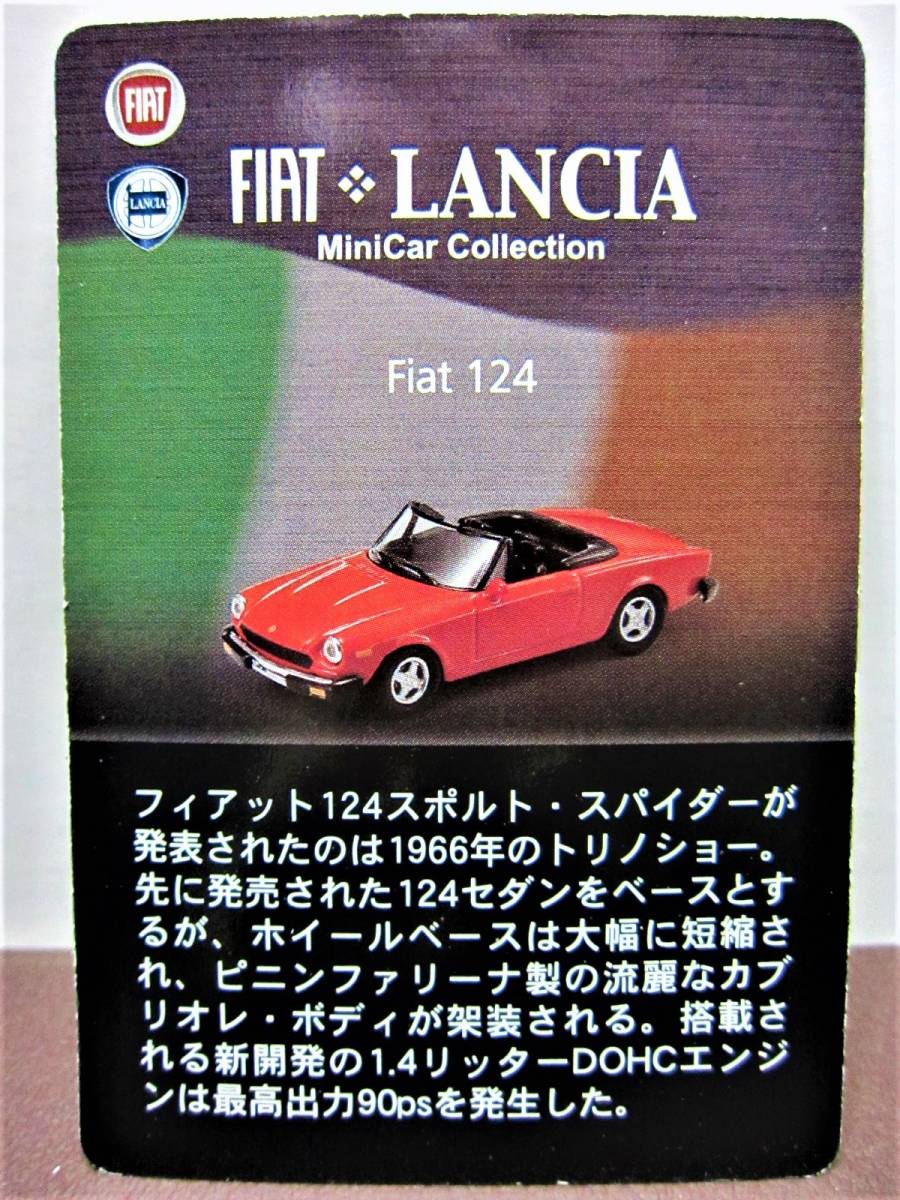 FIAT
LANCIA
FIAT LANCIA
MiniCar Collection
Fiat 124
フィアット124スポルト・スパイダーが
発表されたのは1966年のトリノショー。
先に発売された124セダンをベースとす
るが、ホイールベースは大幅に短縮さ
れ、ピニンファリーナ製の流麗なカブ
リオレ・ボディが架装される。搭載さ
れる新開発の1.4リッターDOHCエンジ
ンは最高出力90psを発生した。